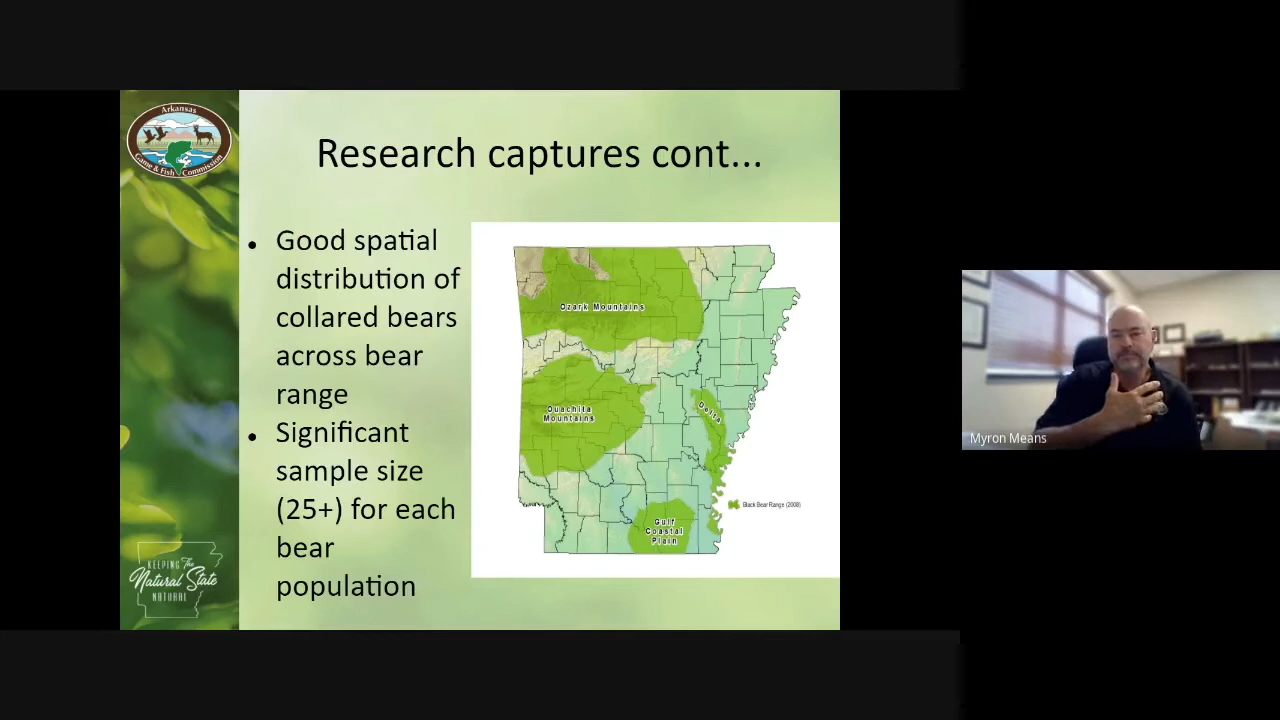 Arkansas
Game & Fish Commission
Research captures cont...
• Good spatial
distribution of
collared bears
across bear
range
• Significant
sample size
(25+) for each
bear
population
Ozark Mountains
Ouachita
Mountains
Delta
Gulf
Coastal
Plain
Black Bear Range (2008)
KEEPING The
Natural State
NATURAL
Myron Means